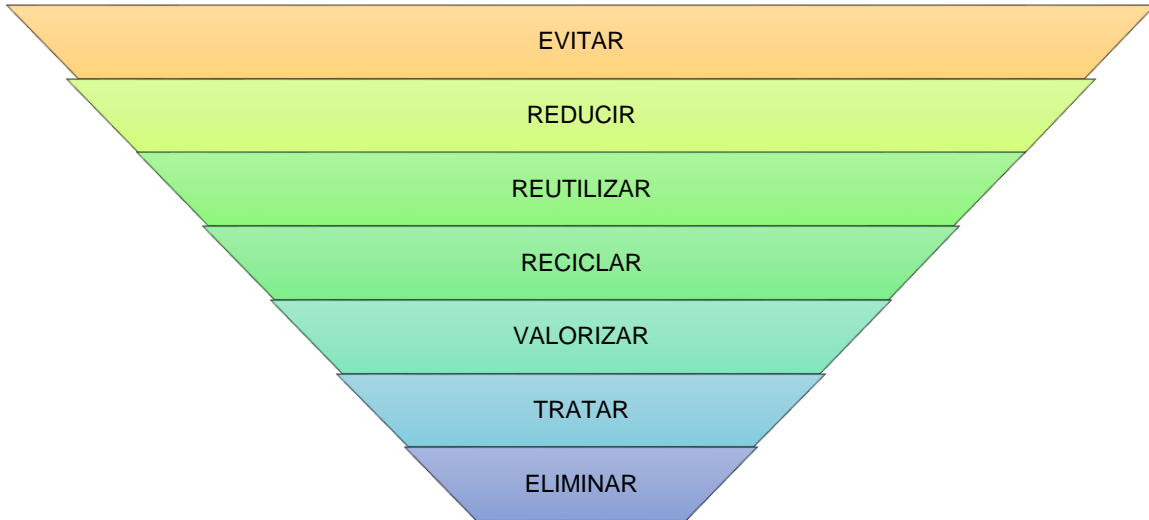 EVITAR
REDUCIR
REUTILIZAR
RECICLAR
VALORIZAR
TRATAR
ELIMINAR